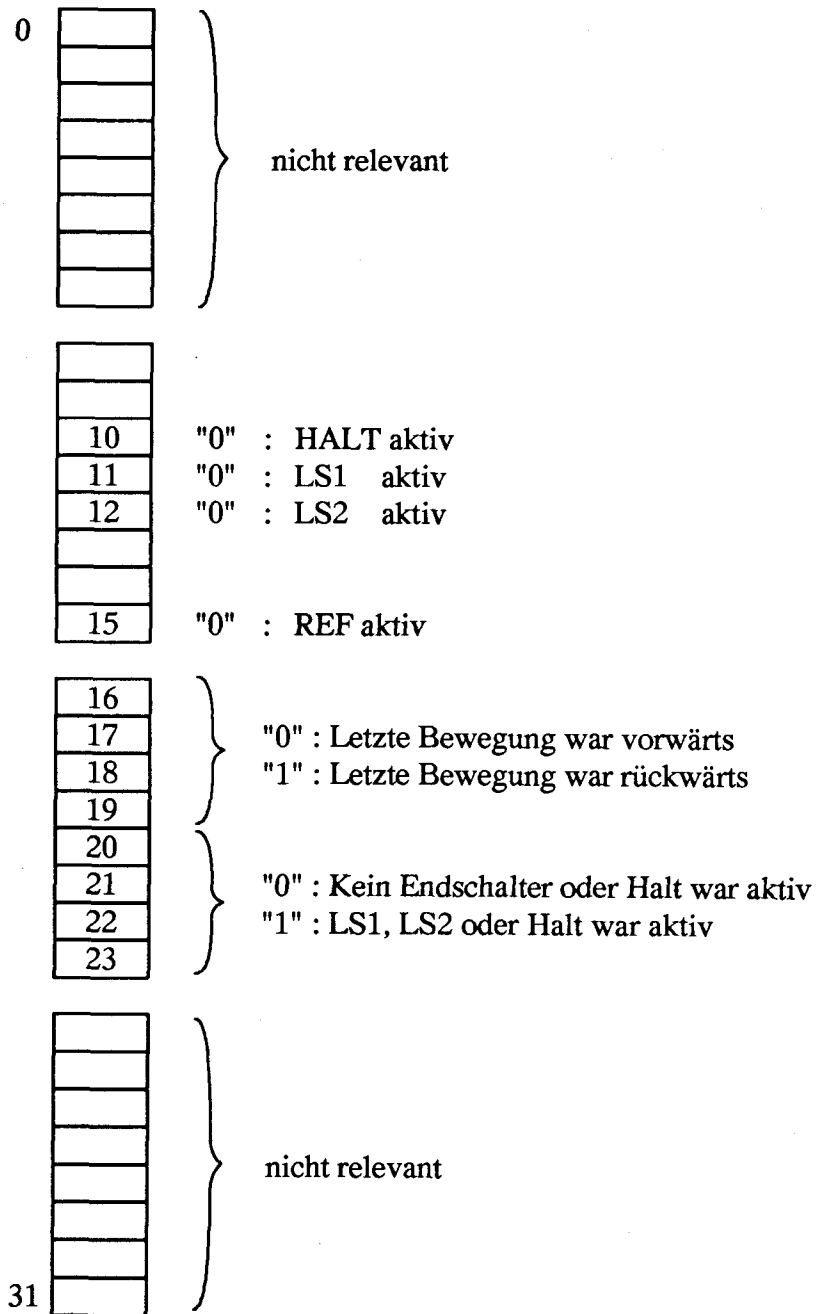 0
nicht relevant
10 "0" : HALT aktiv
11 "0" : LS1 aktiv
12 "0" : LS2 aktiv
15 "0" : REF aktiv
16
17 "0" : Letzte Bewegung war vorwärts
18 "1" : Letzte Bewegung war rückwärts
19
20
21 "0" : Kein Endschalter oder Halt war aktiv
22 "1" : LS1, LS2 oder Halt war aktiv
23
nicht relevant
31